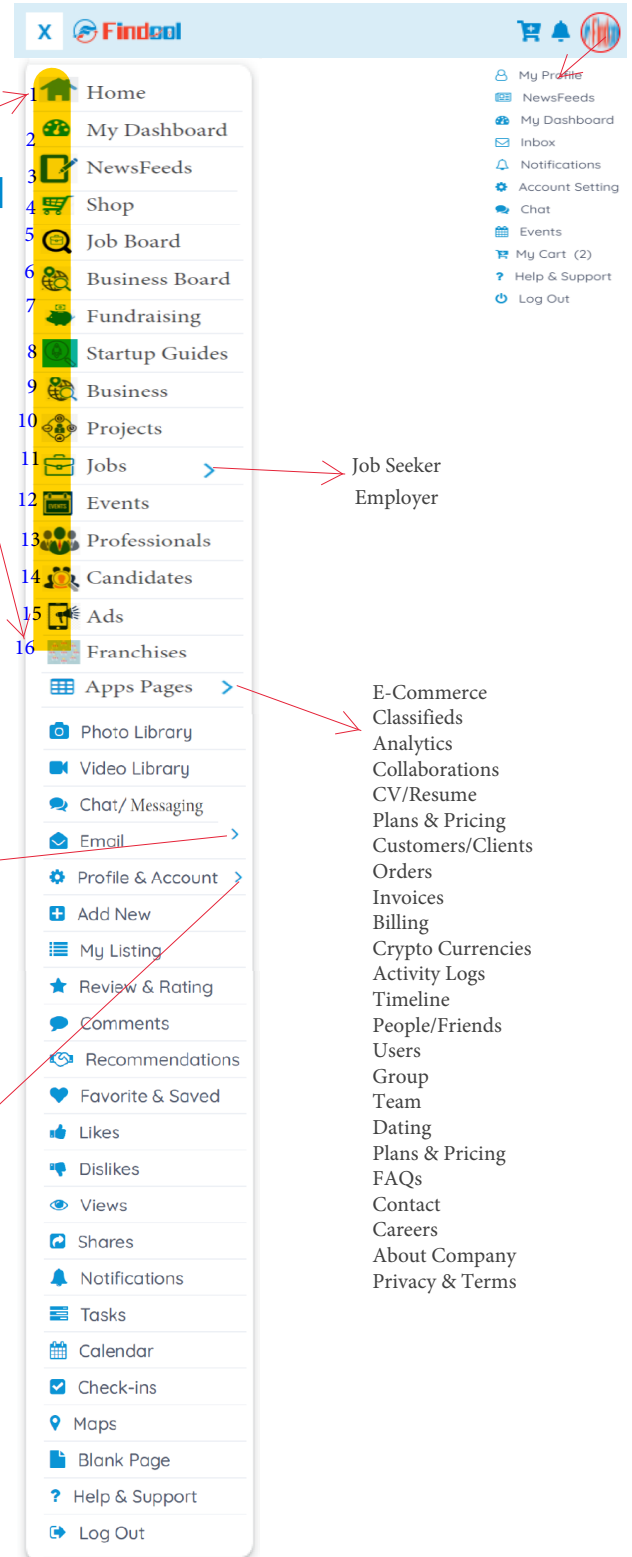 X Findool
1 Home
2 My Dashboard
3 NewsFeeds
4 Shop
5 Job Board
6 Business Board
7 Fundraising
8 Startup Guides
9 Business
10 Projects
11 Jobs
12 Events
13 Professionals
14 Candidates
15 Ads
16 Franchises
Apps Pages
Photo Library
Video Library
Chat/ Messaging
Email
Profile & Account
Add New
My Listing
Review & Rating
Comments
Recommendations
Favorite & Saved
Likes
Dislikes
Views
Shares
Notifications
Tasks
Calendar
Check-ins
Maps
Blank Page
Help & Support
Log Out
My Profile
NewsFeeds
My Dashboard
Inbox
Notifications
Account Setting
Chat
Events
My Cart (2)
Help & Support
Log Out
Job Seeker
Employer
E-Commerce
Classifieds
Analytics
Collaborations
CV/Resume
Plans & Pricing
Customers/Clients
Orders
Invoices
Billing
Crypto Currencies
Activity Logs
Timeline
People/Friends
Users
Group
Team
Dating
Plans & Pricing
FAQs
Contact
Careers
About Company
Privacy & Terms